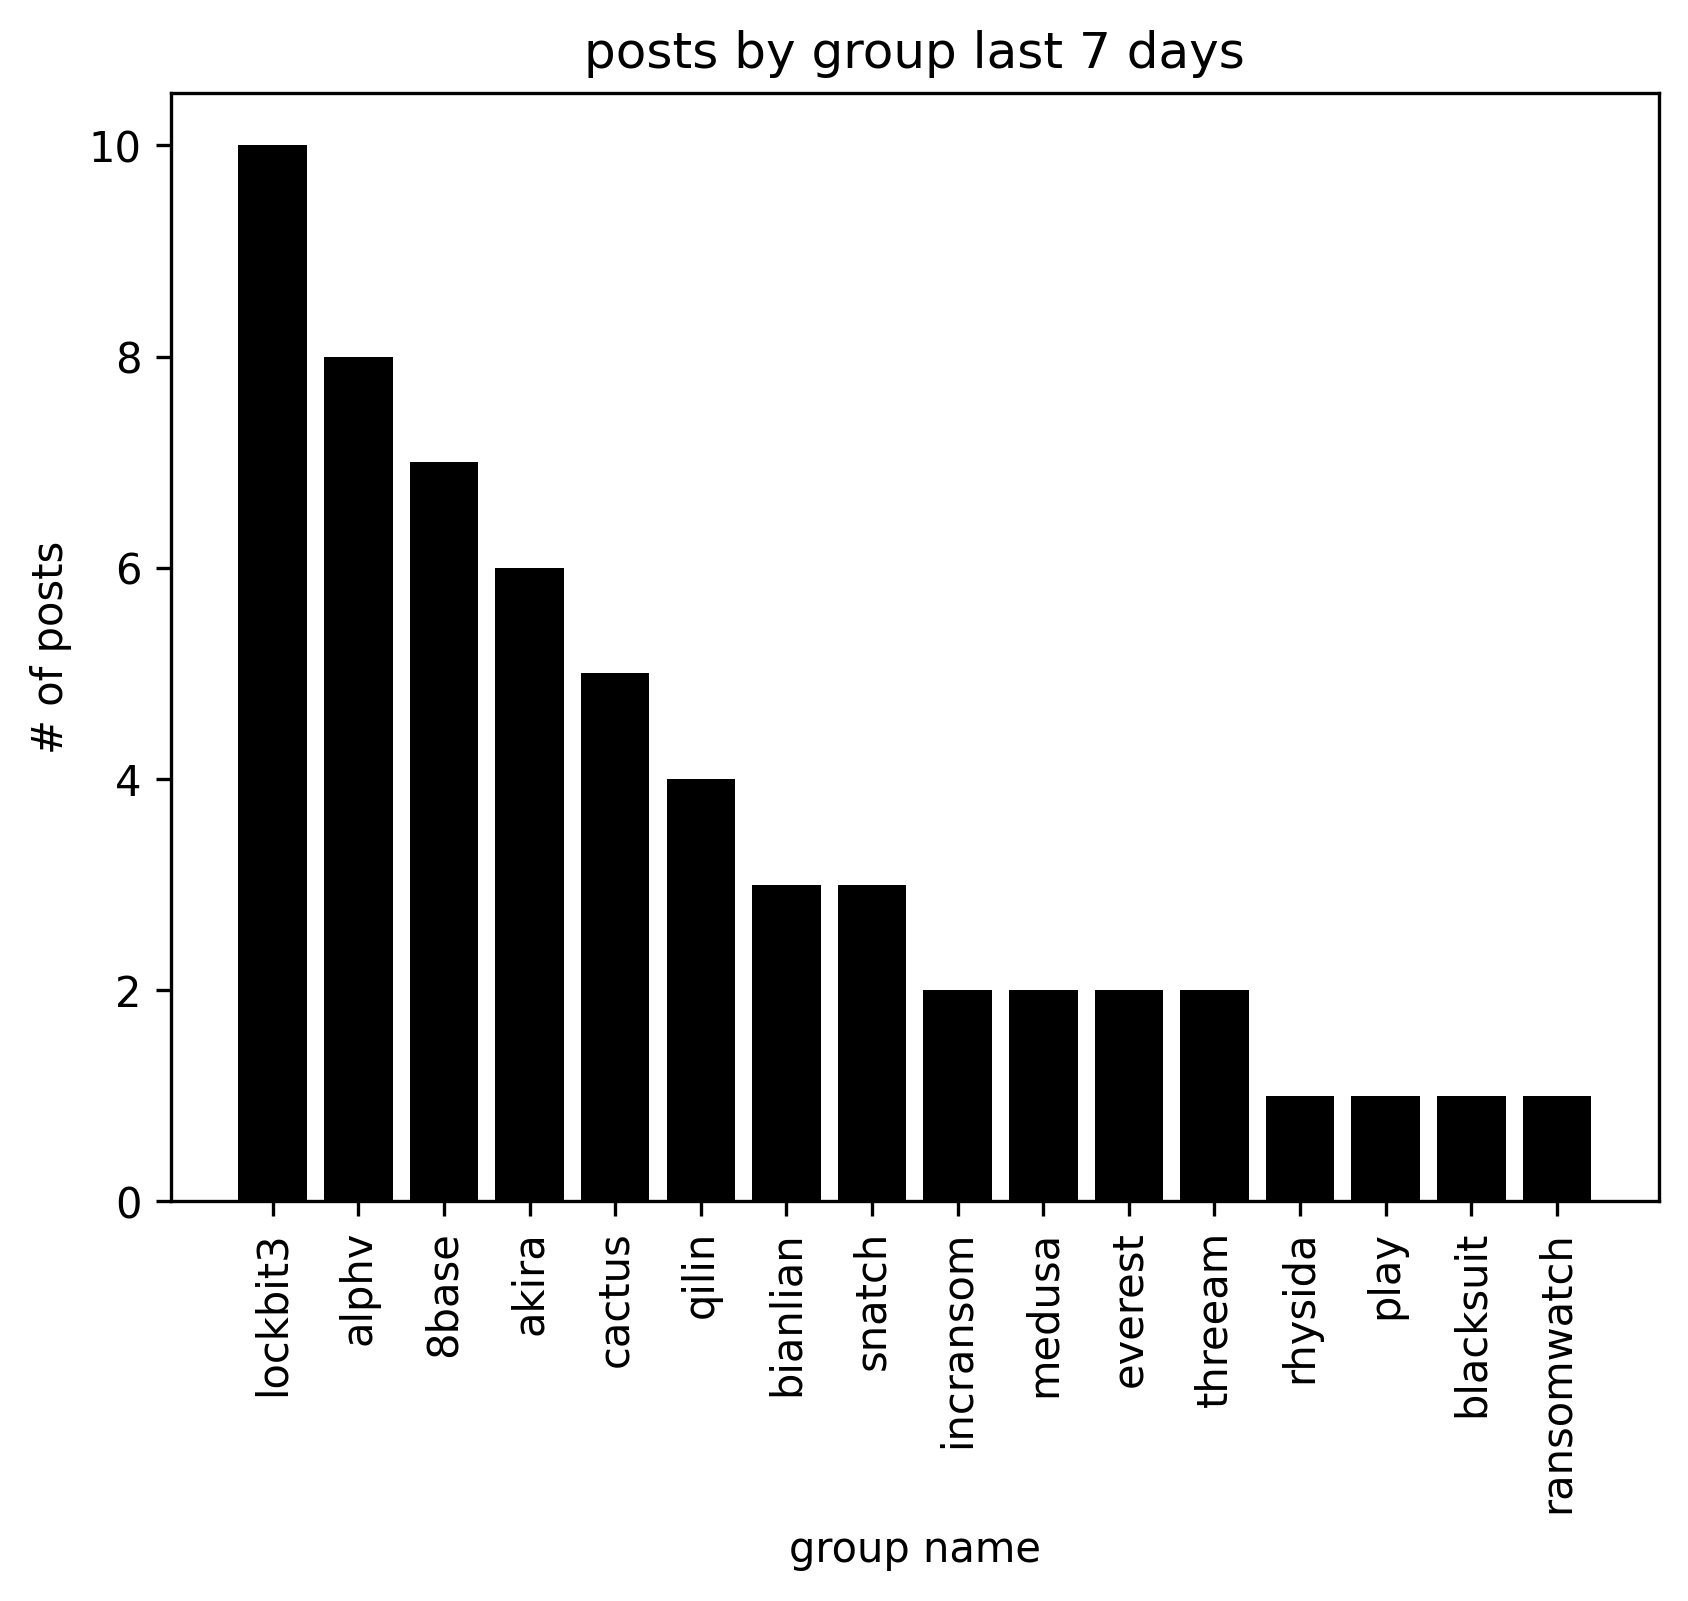 posts by group last 7 days
10
8
6
4
2
0
# of posts
lockbit3
alphv
8base
akira
cactus
qilin
bianlian
snatch
incransom
medusa
everest
threeam
rhysida
play
blacksuit
ransomwatch
group name